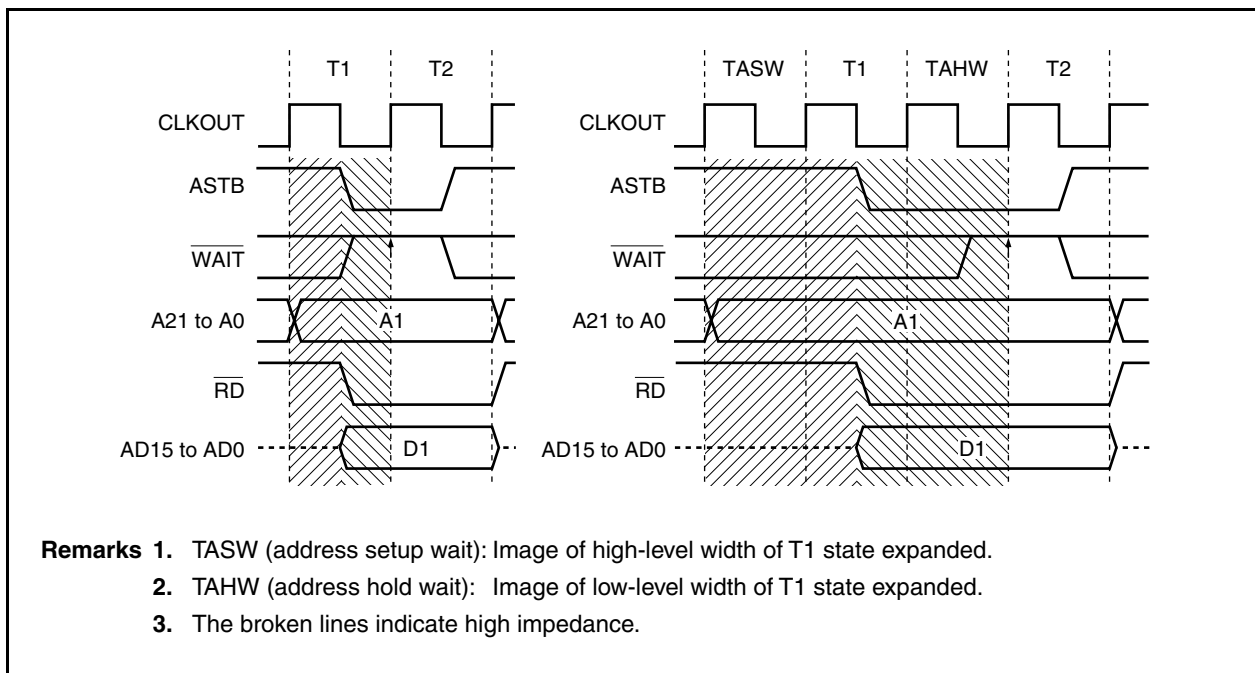 T1 T2
CLKOUT
ASTB
WAIT
A21 to A0 A1
RD
AD15 to AD0 D1
TASW T1 TAHW T2
CLKOUT
ASTB
WAIT
A21 to A0 A1
RD
AD15 to AD0 D1
Remarks 1. TASW (address setup wait): Image of high-level width of T1 state expanded.
2. TAHW (address hold wait): Image of low-level width of T1 state expanded.
3. The broken lines indicate high impedance.